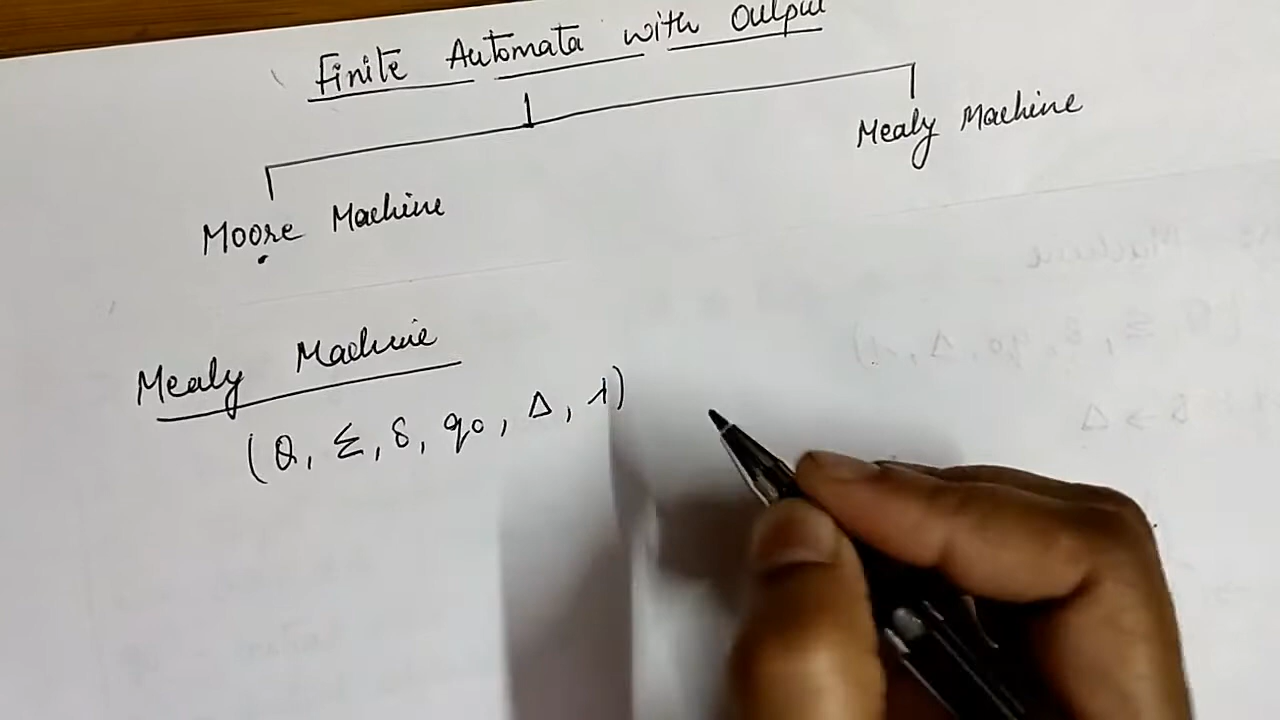 Finite Automata with Output
Mealy Machine
Moore Machine
Mealy Machine
(Q, Σ, δ, q0, Δ, λ)